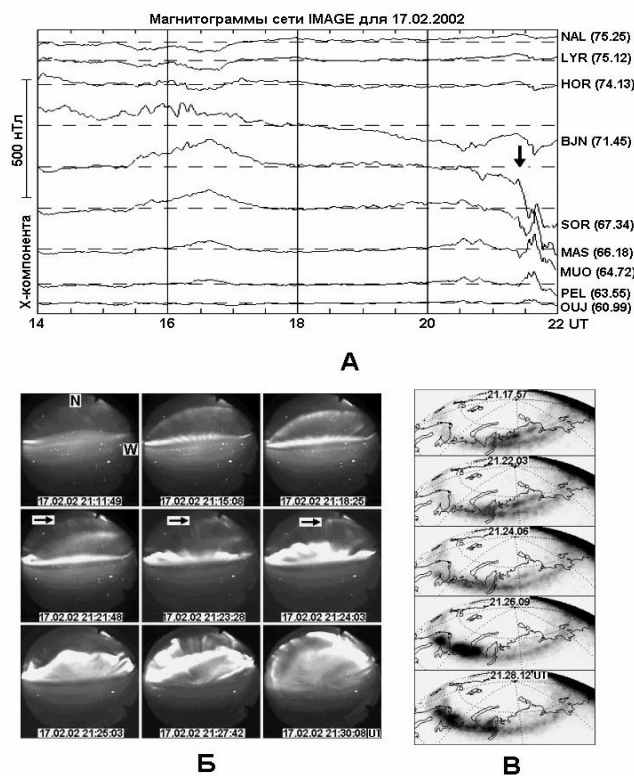 Магнитограммы сети IMAGE для 17.02.2002
NAL (75.25)
LYR (75.12)
HOR (74.13)
BJN (71.45)
SOR (67.34)
MAS (66.18)
MUO (64.72)
PEL (63.55)
OUJ (60.99)
500 нТл
X-компонента
14 16 18 20 22 UT
А
N
W
17.02.02 21:11:49 17.02.02 21:15:08 17.02.02 21:18:25
17.02.02 21:21:48 17.02.02 21:23:28 17.02.02 21:24:03
17.02.02 21:25:03 17.02.02 21:27:42 17.02.02 21:30:08 UT
Б
21.17.57
75
21.22.03
75
21.24.06
75
21.26.09
75
21.28.12 UT
75
В